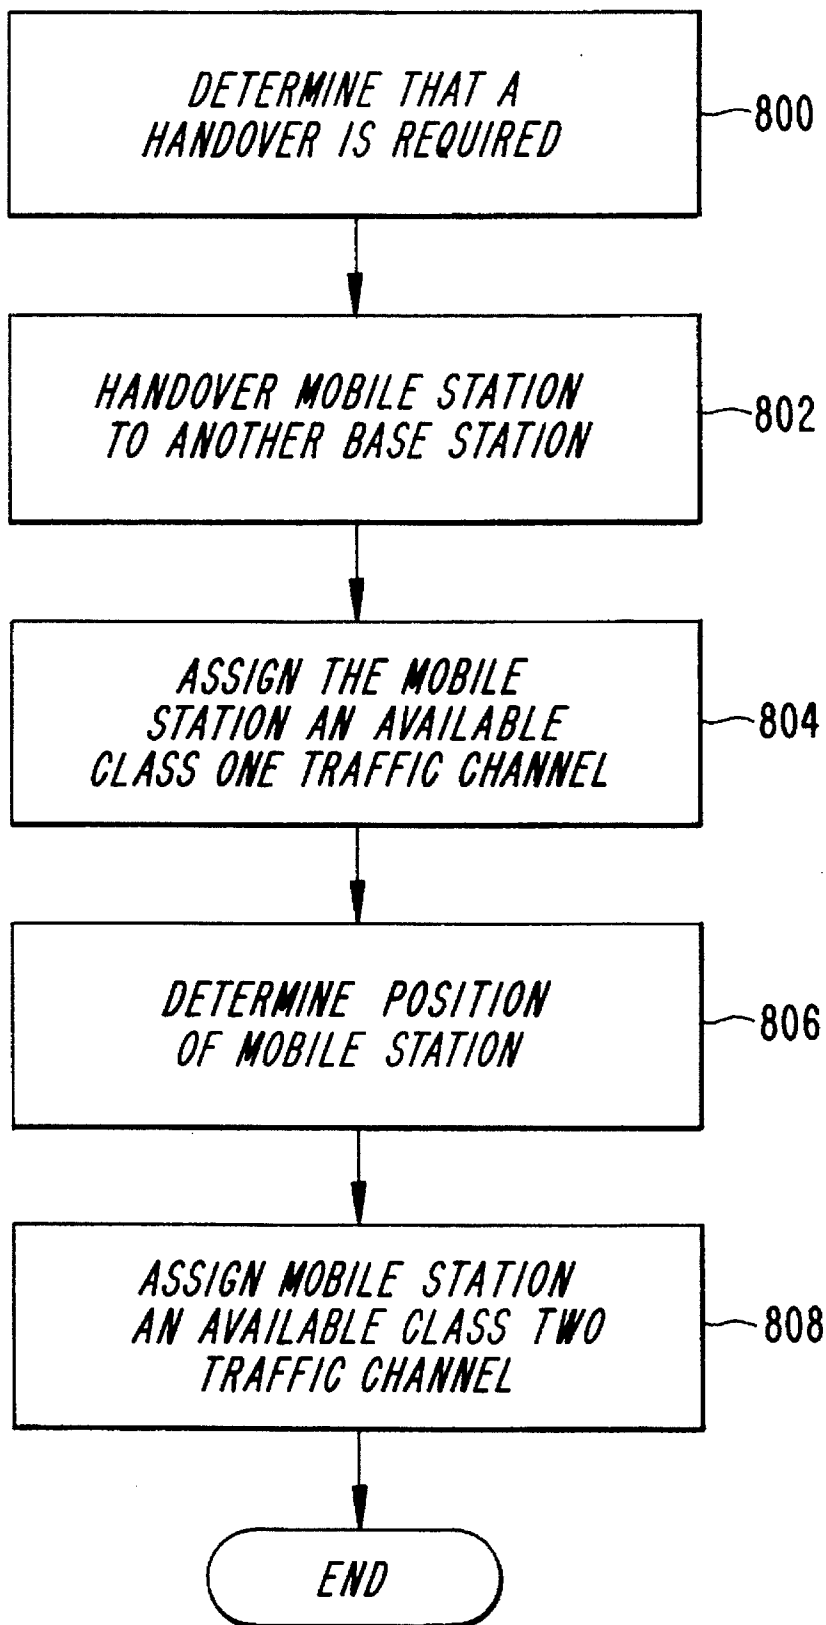 DETERMINE THAT A
HANDOVER IS REQUIRED
800
HANDOVER MOBILE STATION
TO ANOTHER BASE STATION
802
ASSIGN THE MOBILE
STATION AN AVAILABLE
CLASS ONE TRAFFIC CHANNEL
804
DETERMINE POSITION
OF MOBILE STATION
806
ASSIGN MOBILE STATION
AN AVAILABLE CLASS TWO
TRAFFIC CHANNEL
808
END